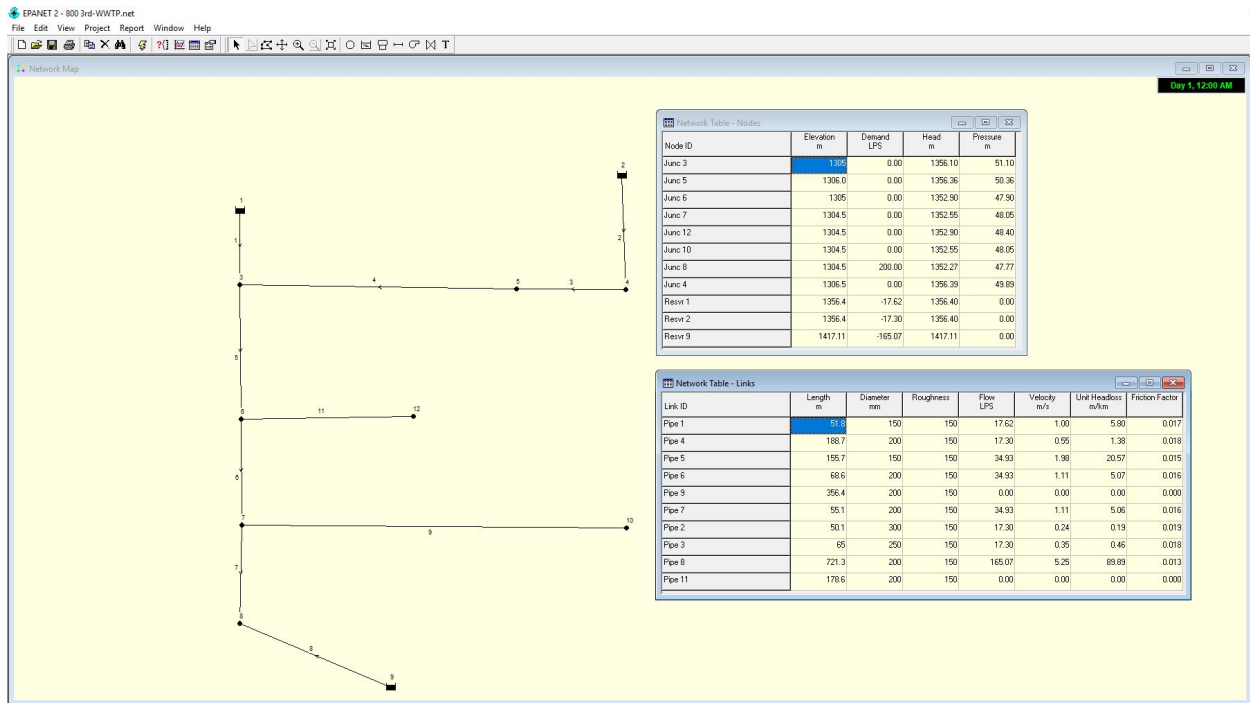 EPANET 2 - 800 3rd-WWTP.net
File Edit View Project Report Window Help
Network Map
Day 1, 12:00 AM
Network Table - Nodes
Node ID Elevation m Demand LPS Head m Pressure m
Junc 3 1305 0.00 1356.10 51.10
Junc 5 1306.0 0.00 1356.36 50.36
Junc 6 1305 0.00 1352.90 47.90
Junc 7 1304.5 0.00 1352.55 48.05
Junc 12 1304.5 0.00 1352.90 48.40
Junc 10 1304.5 0.00 1352.55 48.05
Junc 8 1304.5 200.00 1352.27 47.77
Junc 4 1306.5 0.00 1356.39 49.89
Resvr 1 1356.4 -17.62 1356.40 0.00
Resvr 2 1356.4 -17.30 1356.40 0.00
Resvr 9 1417.11 -165.07 1417.11 0.00
Network Table - Links
Link ID Length m Diameter mm Roughness Flow LPS Velocity m/s Unit Headloss m/km Friction Factor
Pipe 1 51.8 150 150 17.62 1.00 5.80 0.017
Pipe 4 188.7 200 150 17.30 0.55 1.38 0.018
Pipe 5 155.7 150 150 34.93 1.98 20.57 0.015
Pipe 6 68.6 200 150 34.93 1.11 5.07 0.016
Pipe 9 356.4 200 150 0.00 0.00 0.00 0.000
Pipe 7 55.1 200 150 34.93 1.11 5.06 0.016
Pipe 2 50.1 300 150 17.30 0.24 0.19 0.019
Pipe 3 65 250 150 17.30 0.35 0.46 0.018
Pipe 8 721.3 200 150 165.07 5.25 89.89 0.013
Pipe 11 178.6 200 150 0.00 0.00 0.00 0.000
2
1
1
2
3
4
5
3
4
5
6
11
12
6
7
9
10
7
8
8
9